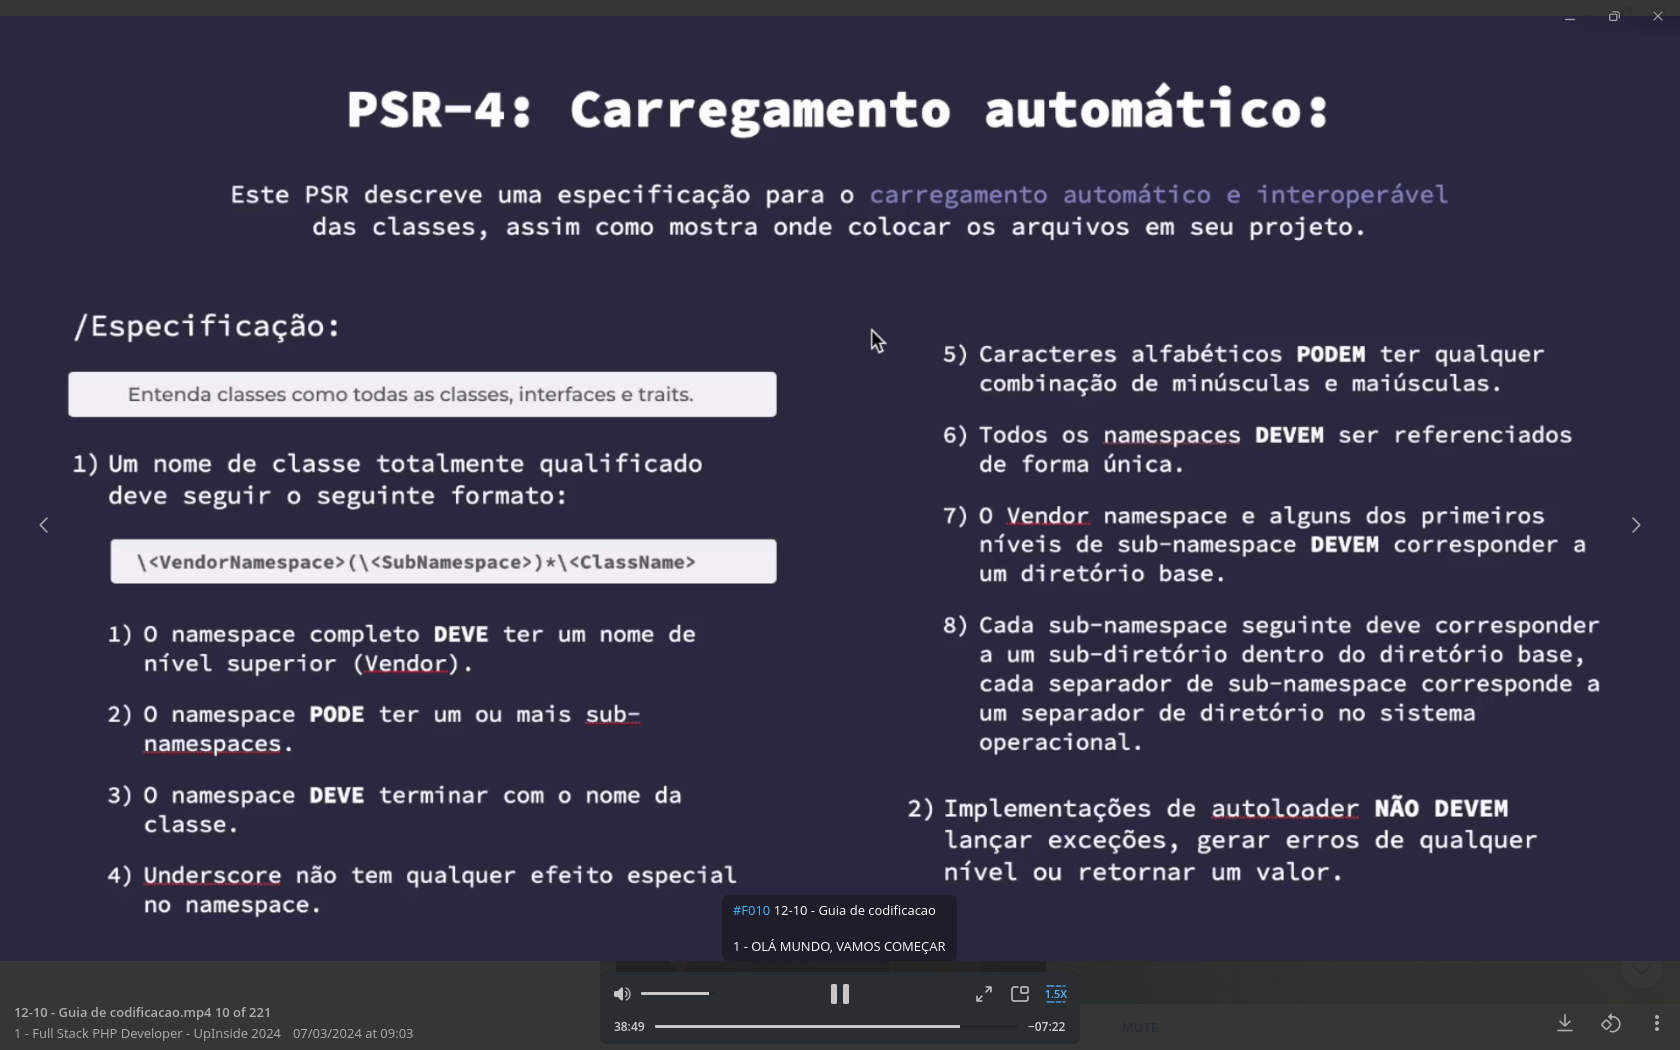 PSR-4: Carregamento automático:
Este PSR descreve uma especificação para o carregamento automático e interoperável
das classes, assim como mostra onde colocar os arquivos em seu projeto.
/Especificação:
Entenda classes como todas as classes, interfaces e traits.
1) Um nome de classe totalmente qualificado
deve seguir o seguinte formato:
\<VendorNamespace>(\<SubNamespace>)*\<ClassName>
1) O namespace completo DEVE ter um nome de
nível superior (Vendor).
2) O namespace PODE ter um ou mais sub-
namespaces.
3) O namespace DEVE terminar com o nome da
classe.
4) Underscore não tem qualquer efeito especial
no namespace.
5) Caracteres alfabéticos PODEM ter qualquer
combinação de minúsculas e maiúsculas.
6) Todos os namespaces DEVEM ser referenciados
de forma única.
7) O Vendor namespace e alguns dos primeiros
níveis de sub-namespace DEVEM corresponder a
um diretório base.
8) Cada sub-namespace seguinte deve corresponder
a um sub-diretório dentro do diretório base,
cada separador de sub-namespace corresponde a
um separador de diretório no sistema
operacional.
2) Implementações de autoloader NÃO DEVEM
lançar exceções, gerar erros de qualquer
nível ou retornar um valor.
#F010 12-10 - Guia de codificacao
1 - OLÁ MUNDO, VAMOS COMEÇAR
1.5X
38:49
-07:22
MUTE
12-10 - Guia de codificacao.mp4 10 of 221
1 - Full Stack PHP Developer - UpInside 2024 07/03/2024 at 09:03